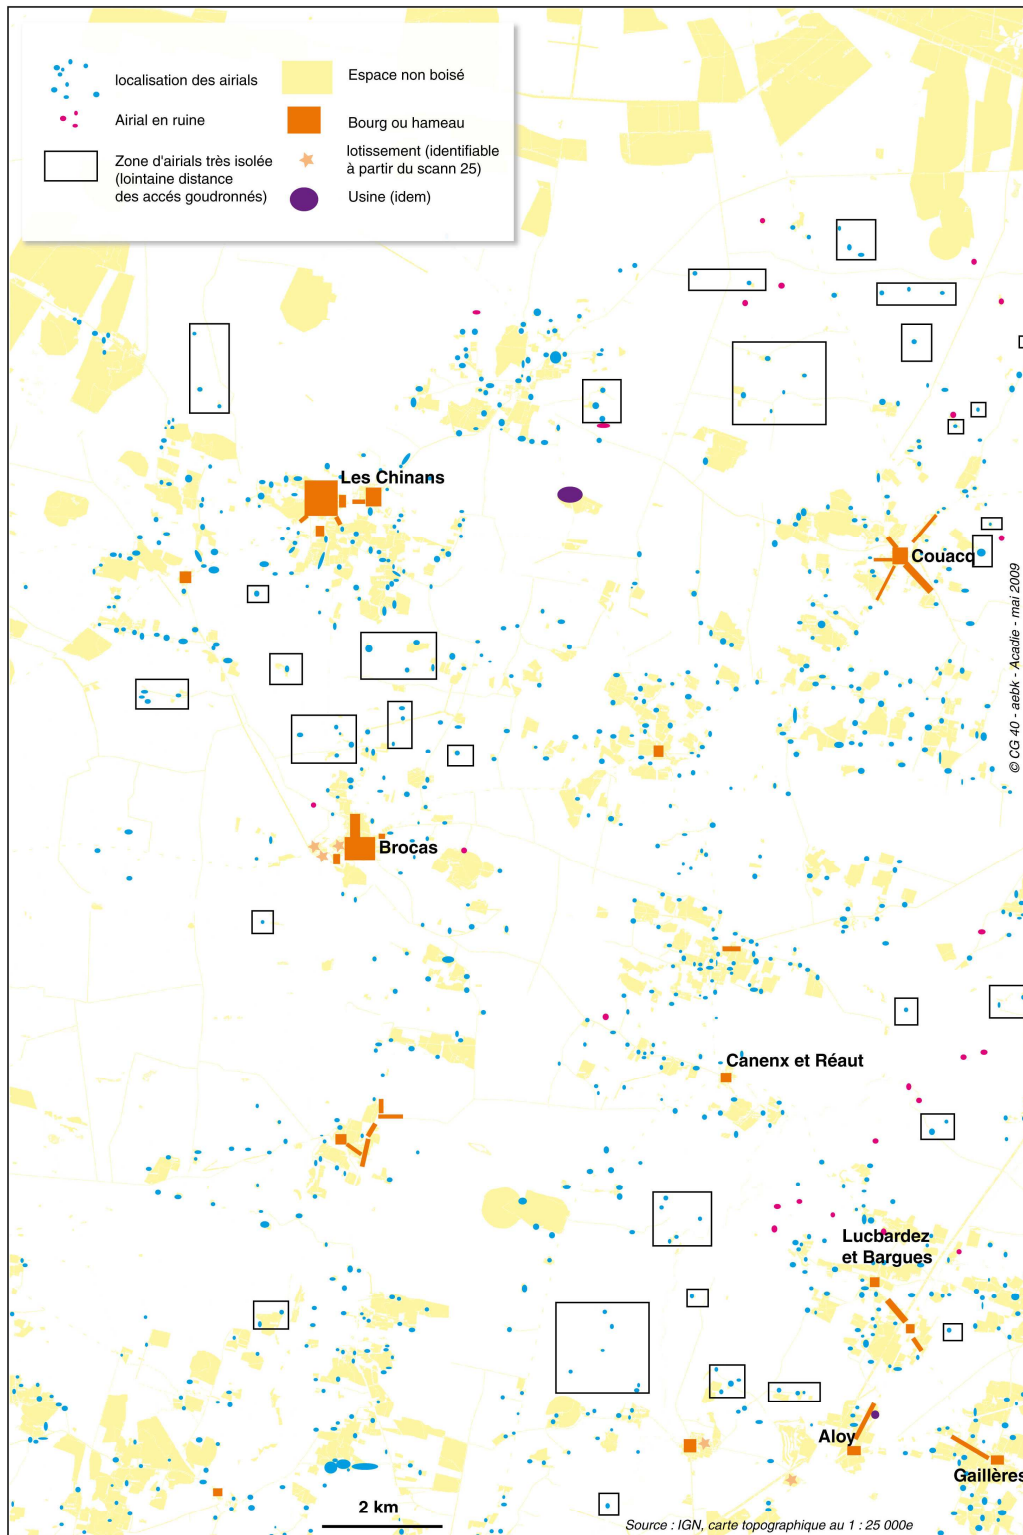 localisation des airials
Airial en ruine
Zone d'airials très isolée
(lointaine distance
des accés goudronnés)
Espace non boisé
Bourg ou hameau
lotissement (identifiable
à partir du scann 25)
Usine (idem)
Les Chinans
Couacq
© CG 40 - aebk - Acadie - mai 2009
Brocas
Canenx et Réaut
Lucbardez
et Bargues
Aloy
Gaillères
2 km
Source : IGN, carte topographique au 1 : 25 000e